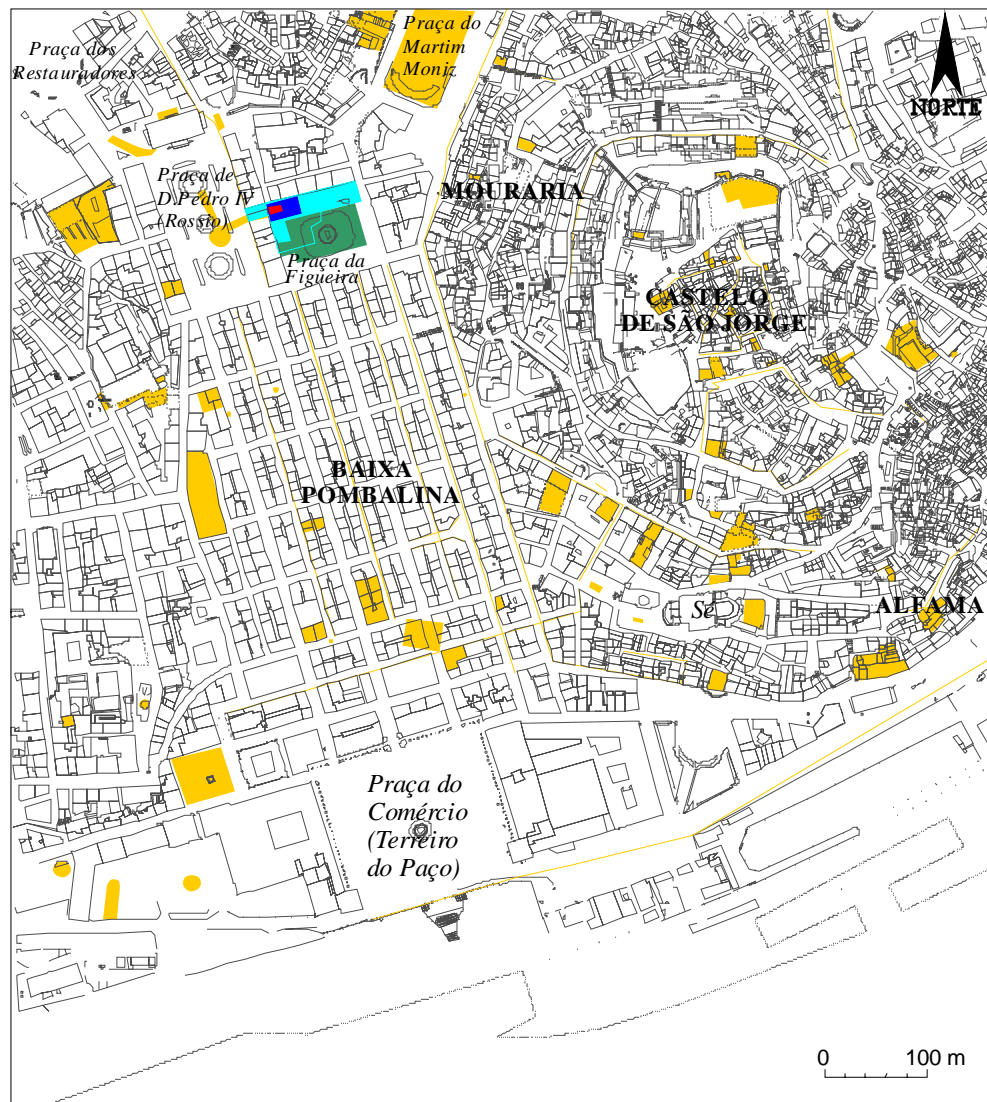 Praça dos
Restauradores
Praça do
Martim
Moniz
NORTE
Praça de
D.Pedro IV
(Rossio)
MOURARIA
Praça da
Figueira
CASTELO
DE SÃO JORGE
BAIXA
POMBALINA
Sé
ALFAMA
Praça do
Comércio
(Terreiro
do Paço)
0 100 m